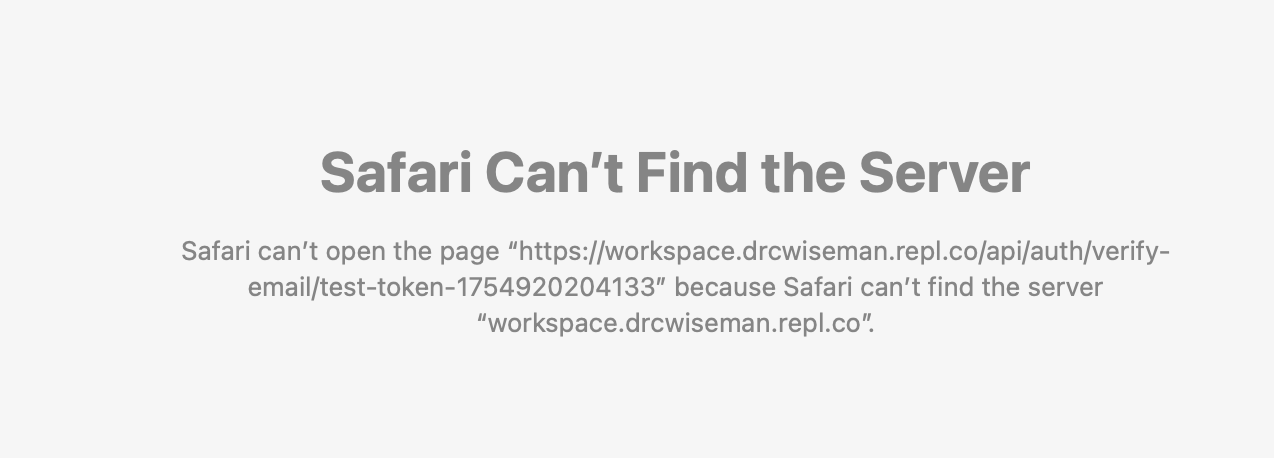 Safari Can’t Find the Server
Safari can’t open the page “https://workspace.drcwiseman.repl.co/api/auth/verify-
email/test-token-1754920204133” because Safari can’t find the server
“workspace.drcwiseman.repl.co”.